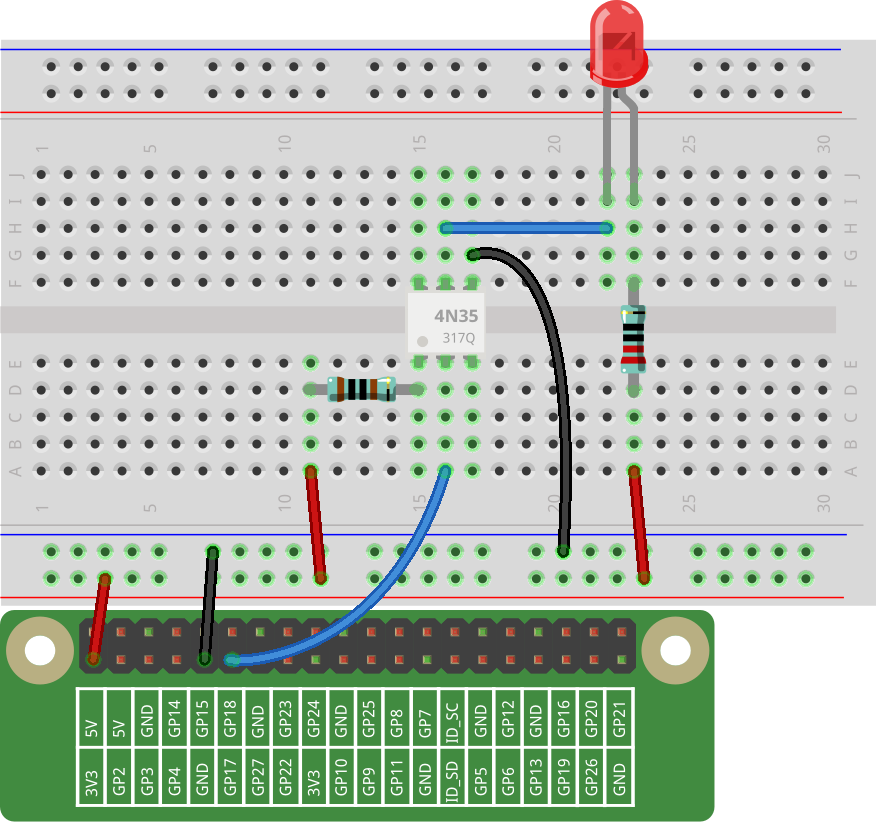 1 5 10 15 20 25 30
J J
I I
H H
G G
F F
4N35
317Q
E E
D D
C C
B B
A A
1 5 10 15 20 25 30
5V 5V GND GP14 GP15 GP18 GND GP23 GP24 GND GP25 GP8 GP7 ID_SC GND GP12 GND GP16 GP20 GP21
3V3 GP2 GP3 GP4 GND GP17 GP27 GP22 3V3 GP10 GP9 GP11 GND ID_SD GP5 GP6 GP13 GP19 GP26 GND